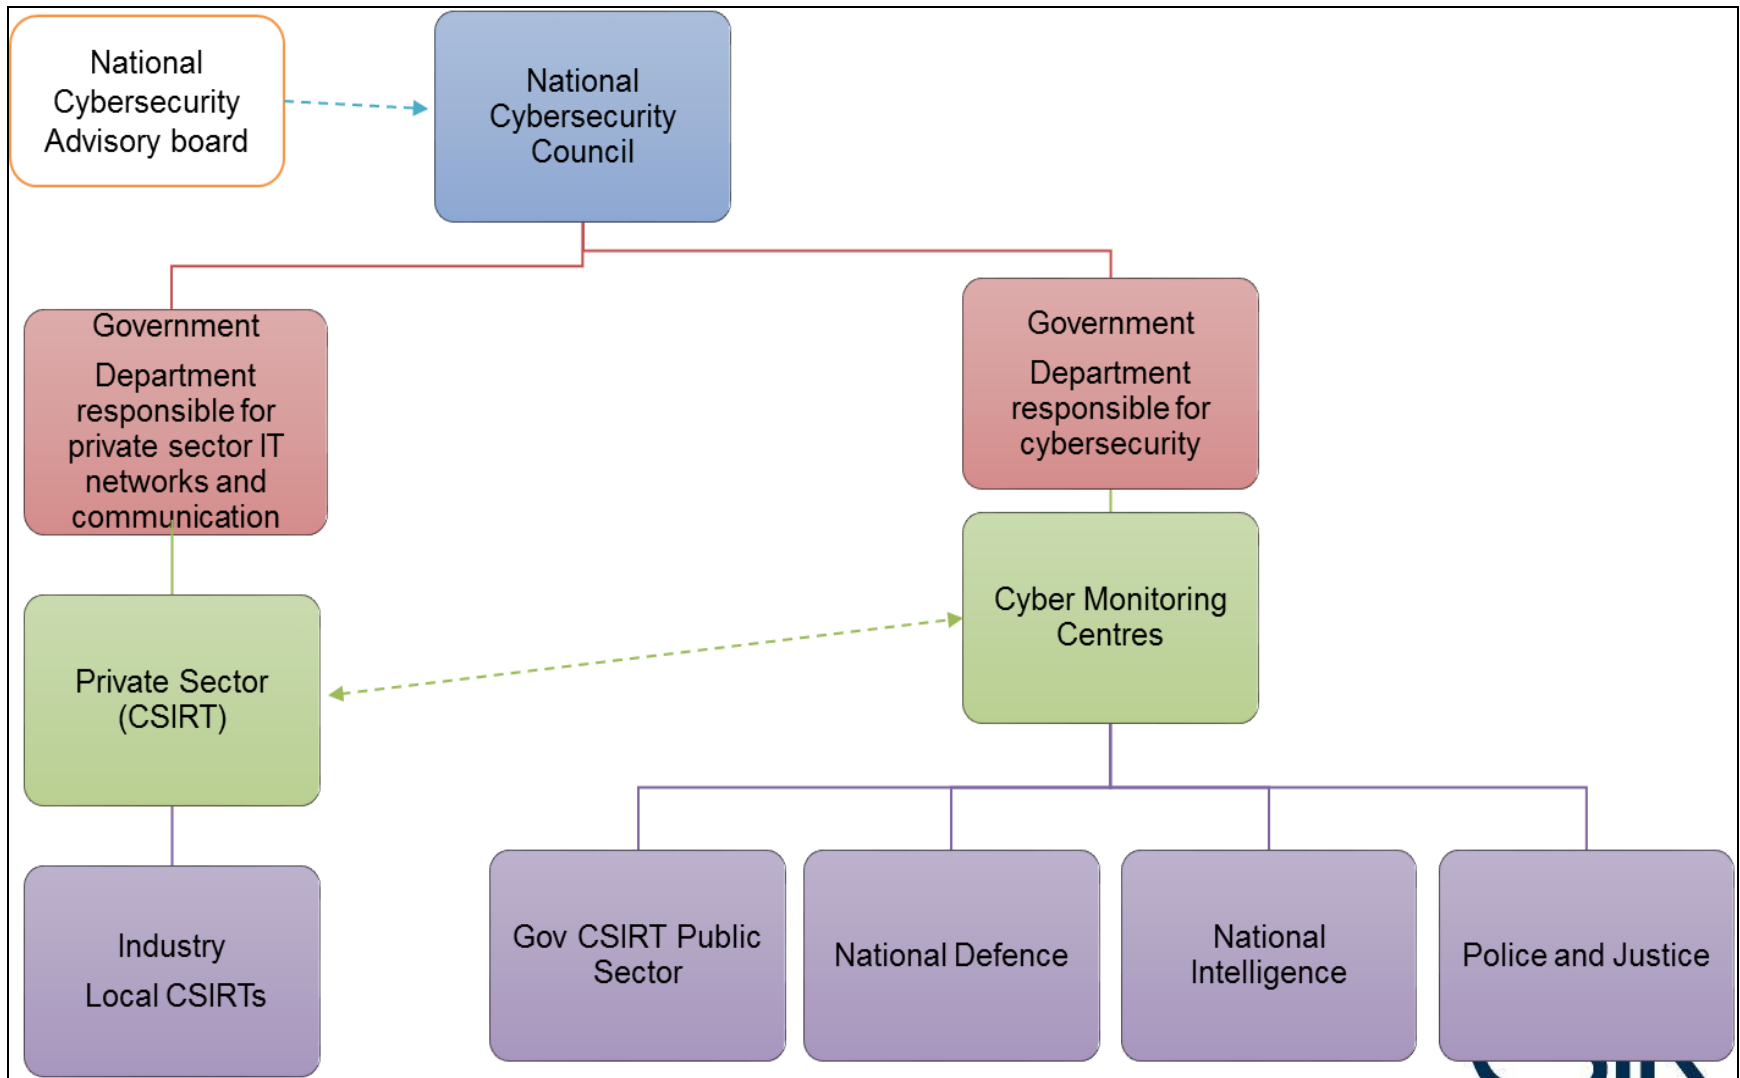 National
Cybersecurity
Advisory board
National
Cybersecurity
Council
Government
Department
responsible for
private sector IT
networks and
communication
Government
Department
responsible for
cybersecurity
Private Sector
(CSIRT)
Cyber Monitoring
Centres
Industry
Local CSIRTs
Gov CSIRT Public
Sector
National Defence
National
Intelligence
Police and Justice